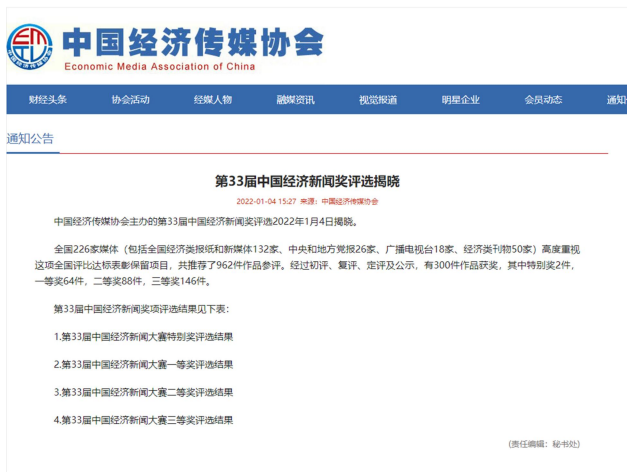 中国经济传媒协会
Economic Media Association of China
财经头条 协会活动 经媒人物 融媒资讯 视觉报道 明星企业 会员动态 通知
通知公告
第33届中国经济新闻奖评选揭晓
2022-01-04 15:27 来源：中国经济传媒协会
中国经济传媒协会主办的第33届中国经济新闻奖评选2022年1月4日揭晓。
全国226家媒体（包括全国经济类报纸和新媒体132家、中央和地方党报26家、广播电视台18家、经济类刊物50家）高度重视
这项全国评比达标表彰保留项目，共推荐了962件作品参评。经过初评、复评、定评及公示，有300件作品获奖，其中特别奖2件，
一等奖64件，二等奖88件，三等奖146件。
第33届中国经济新闻奖项评选结果见下表：
1.第33届中国经济新闻大赛特别奖评选结果
2.第33届中国经济新闻大赛一等奖评选结果
3.第33届中国经济新闻大赛二等奖评选结果
4.第33届中国经济新闻大赛三等奖评选结果
(责任编辑：秘书处)